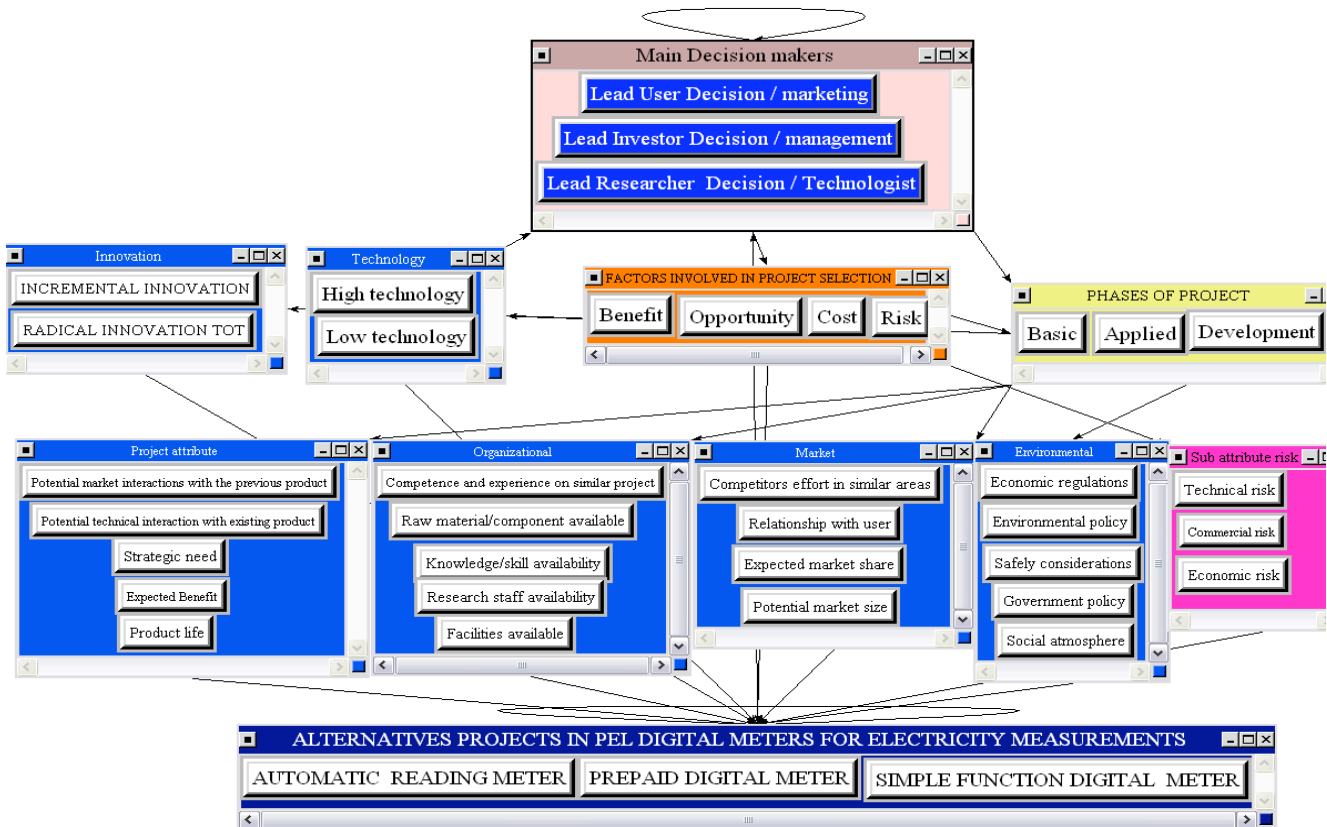 Main Decision makers
Lead User Decision / marketing
Lead Investor Decision / management
Lead Researcher Decision / Technologist
Innovation
INCREMENTAL INNOVATION
RADICAL INNOVATION TOT
Technology
High technology
Low technology
FACTORS INVOLVED IN PROJECT SELECTION
Benefit
Opportunity
Cost
Risk
PHASES OF PROJECT
Basic
Applied
Development
Project attribute
Potential market interactions with the previous product
Potential technical interaction with existing product
Strategic need
Expected Benefit
Product life
Organizational
Competence and experience on similar project
Raw material/component available
Knowledge/skill availability
Research staff availability
Facilities available
Market
Competitors effort in similar areas
Relationship with user
Expected market share
Potential market size
Environmental
Economic regulations
Environmental policy
Safely considerations
Government policy
Social atmosphere
Sub attribute risk
Technical risk
Commercial risk
Economic risk
ALTERNATIVES PROJECTS IN PEL DIGITAL METERS FOR ELECTRICITY MEASUREMENTS
AUTOMATIC READING METER
PREPAID DIGITAL METER
SIMPLE FUNCTION DIGITAL METER